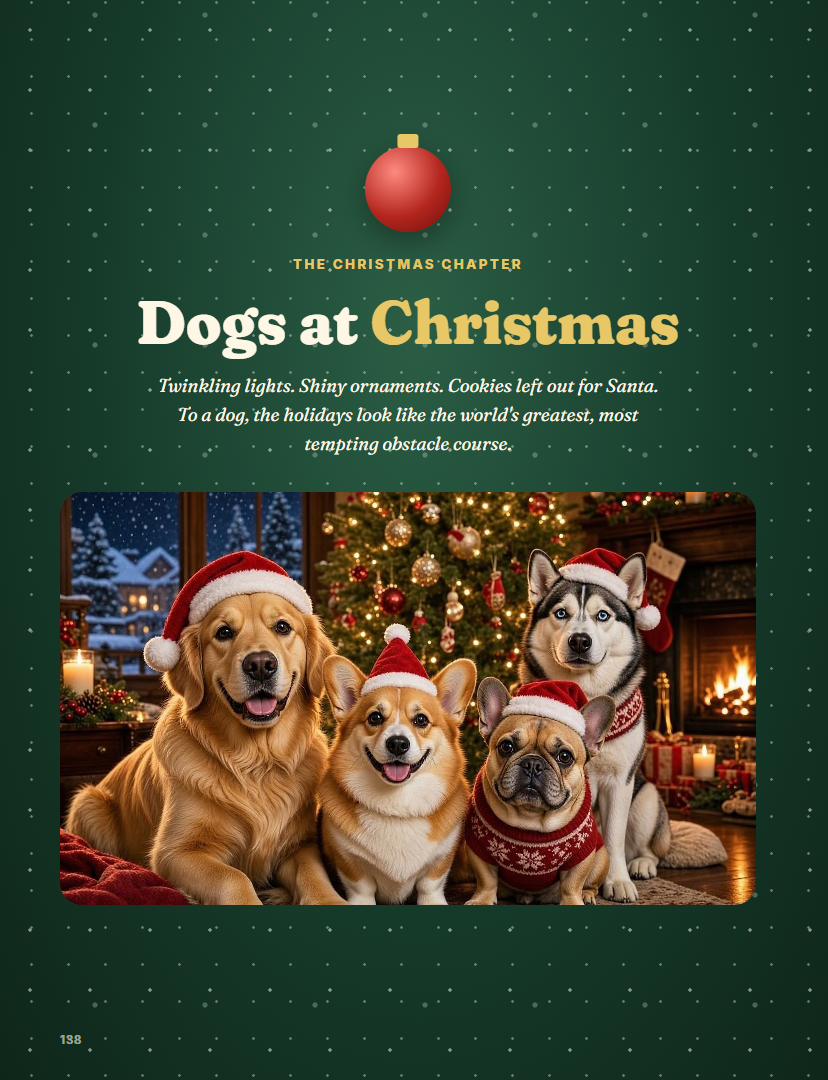 THE CHRISTMAS CHAPTER
Dogs at Christmas
Twinkling lights. Shiny ornaments. Cookies left out for Santa.
To a dog, the holidays look like the world's greatest, most
tempting obstacle course.
138